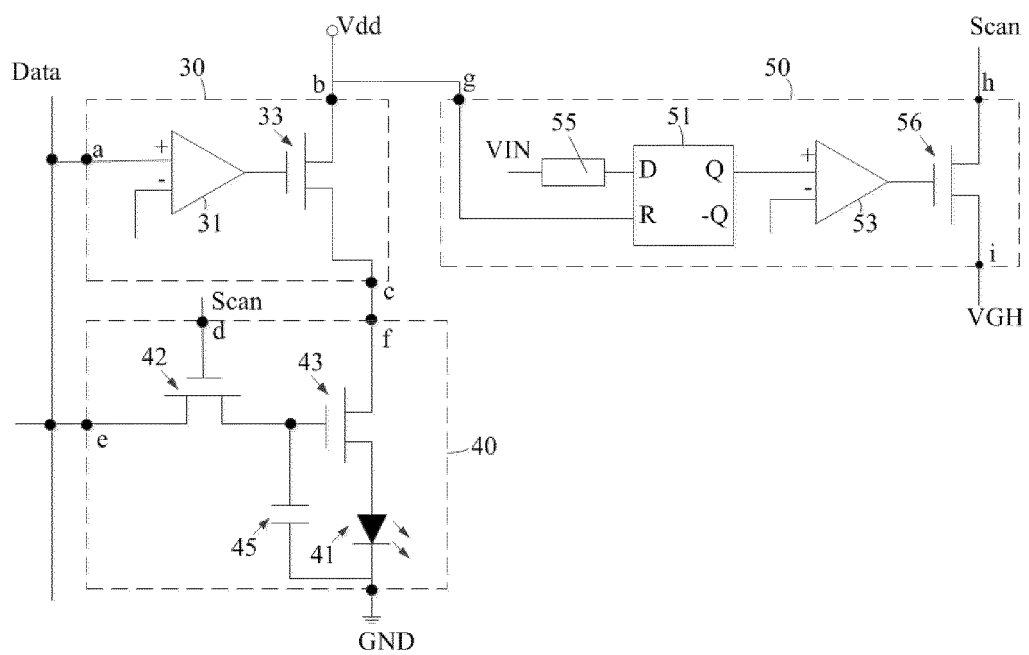 Vdd
Scan
Data
30
b
g
50
h
33
51
56
a
+
55
VIN
D
Q
+
-
31
R
-Q
-
53
c
i
VGH
Scan
d
f
42
43
e
40
45
41
GND